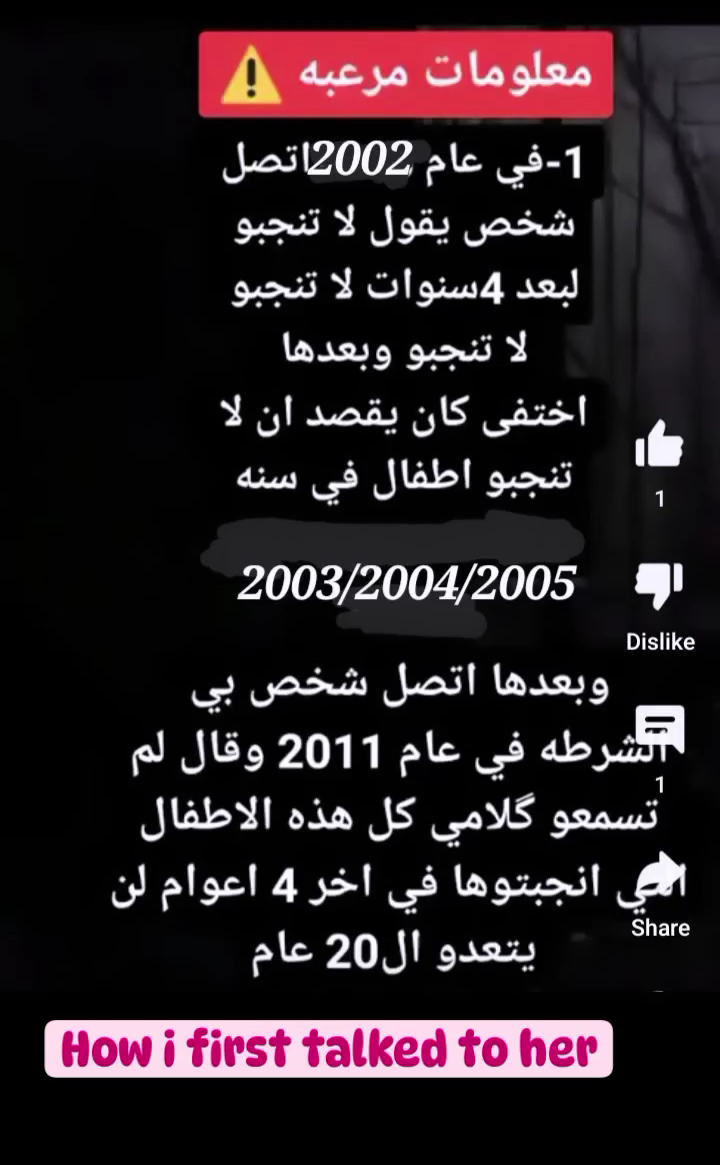 معلومات مرعبه ⚠️
1-في عام 2002اتصل
شخص يقول لا تنجبو
لبعد 4سنوات لا تنجبو
لا تنجبو وبعدها
اختفى كان يقصد ان لا
تنجبو اطفال في سنه
2003/2004/2005
وبعدها اتصل شخص بي
الشرطه في عام 2011 وقال لم
تسمعو گلامي كل هذه الاطفال
التي انجبتوها في اخر 4 اعوام لن
يتعدو ال20 عام
1
Dislike
1
Share
How i first talked to her